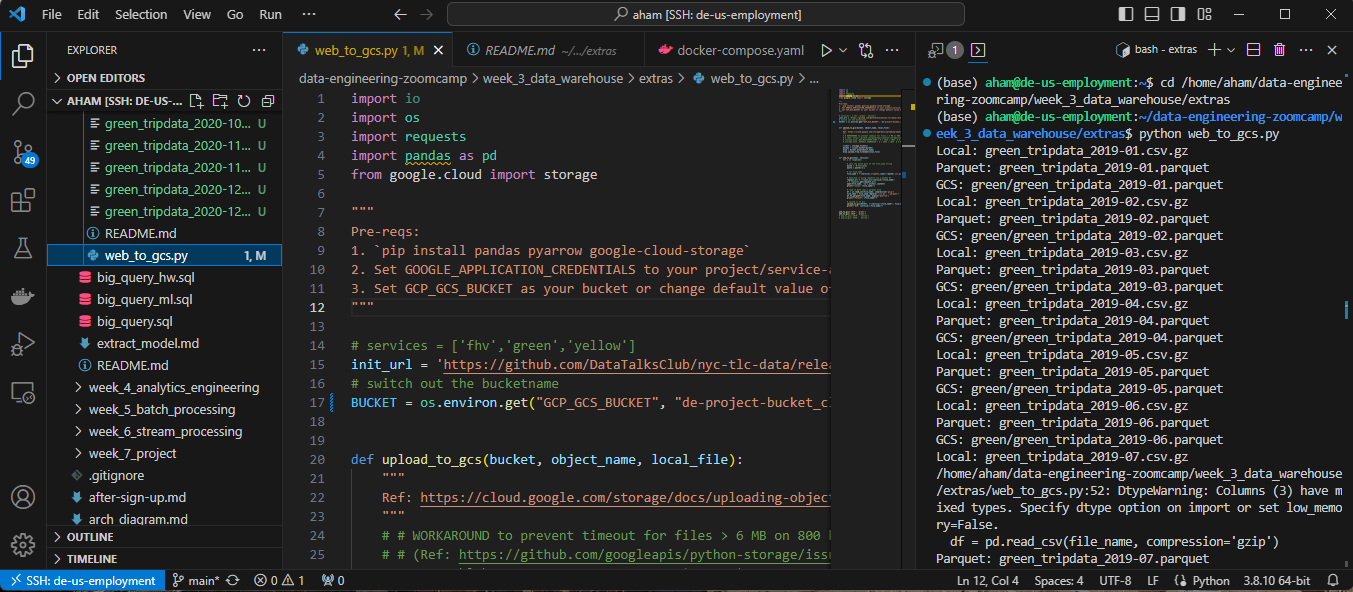 File Edit Selection View Go Run ··· aham [SSH: de-us-employment]
EXPLORER ···
OPEN EDITORS
AHAM [SSH: DE-US-...
green_tripdata_2020-10... U
green_tripdata_2020-11... U
green_tripdata_2020-11... U
green_tripdata_2020-12... U
green_tripdata_2020-12... U
README.md
web_to_gcs.py 1, M
big_query_hw.sql
big_query_ml.sql
big_query.sql
extract_model.md
README.md
week_4_analytics_engineering
week_5_batch_processing
week_6_stream_processing
week_7_project
.gitignore
after-sign-up.md
arch_diagram.md
OUTLINE
TIMELINE
49
web_to_gcs.py 1, M README.md ~/.../extras docker-compose.yaml ···
data-engineering-zoomcamp > week_3_data_warehouse > extras > web_to_gcs.py > ...
1 import io
2 import os
3 import requests
4 import pandas as pd
5 from google.cloud import storage
6
7 """
8 Pre-reqs:
9 1. `pip install pandas pyarrow google-cloud-storage`
10 2. Set GOOGLE_APPLICATION_CREDENTIALS to your project/service-a
11 3. Set GCP_GCS_BUCKET as your bucket or change default value o
12 """
13
14 # services = ['fhv','green','yellow']
15 init_url = 'https://github.com/DataTalksClub/nyc-tlc-data/relea
16 # switch out the bucketname
17 BUCKET = os.environ.get("GCP_GCS_BUCKET", "de-project-bucket_c
18
19
20 def upload_to_gcs(bucket, object_name, local_file):
21 """
22 Ref: https://cloud.google.com/storage/docs/uploading-object
23 """
24 # # WORKAROUND to prevent timeout for files > 6 MB on 800 k
25 # # (Ref: https://github.com/googleapis/python-storage/issu
1 bash - extras ···
(base) aham@de-us-employment:~$ cd /home/aham/data-enginee
ring-zoomcamp/week_3_data_warehouse/extras
(base) aham@de-us-employment:~/data-engineering-zoomcamp/w
eek_3_data_warehouse/extras$ python web_to_gcs.py
Local: green_tripdata_2019-01.csv.gz
Parquet: green_tripdata_2019-01.parquet
GCS: green/green_tripdata_2019-01.parquet
Local: green_tripdata_2019-02.csv.gz
Parquet: green_tripdata_2019-02.parquet
GCS: green/green_tripdata_2019-02.parquet
Local: green_tripdata_2019-03.csv.gz
Parquet: green_tripdata_2019-03.parquet
GCS: green/green_tripdata_2019-03.parquet
Local: green_tripdata_2019-04.csv.gz
Parquet: green_tripdata_2019-04.parquet
GCS: green/green_tripdata_2019-04.parquet
Local: green_tripdata_2019-05.csv.gz
Parquet: green_tripdata_2019-05.parquet
GCS: green/green_tripdata_2019-05.parquet
Local: green_tripdata_2019-06.csv.gz
Parquet: green_tripdata_2019-06.parquet
GCS: green/green_tripdata_2019-06.parquet
Local: green_tripdata_2019-07.csv.gz
/home/aham/data-engineering-zoomcamp/week_3_data_warehouse
/extras/web_to_gcs.py:52: DtypeWarning: Columns (3) have m
ixed types. Specify dtype option on import or set low_memo
ry=False.
df = pd.read_csv(file_name, compression='gzip')
Parquet: green_tripdata_2019-07.parquet
SSH: de-us-employment main* 0 1 0 Ln 12, Col 4 Spaces: 4 UTF-8 LF Python 3.8.10 64-bit